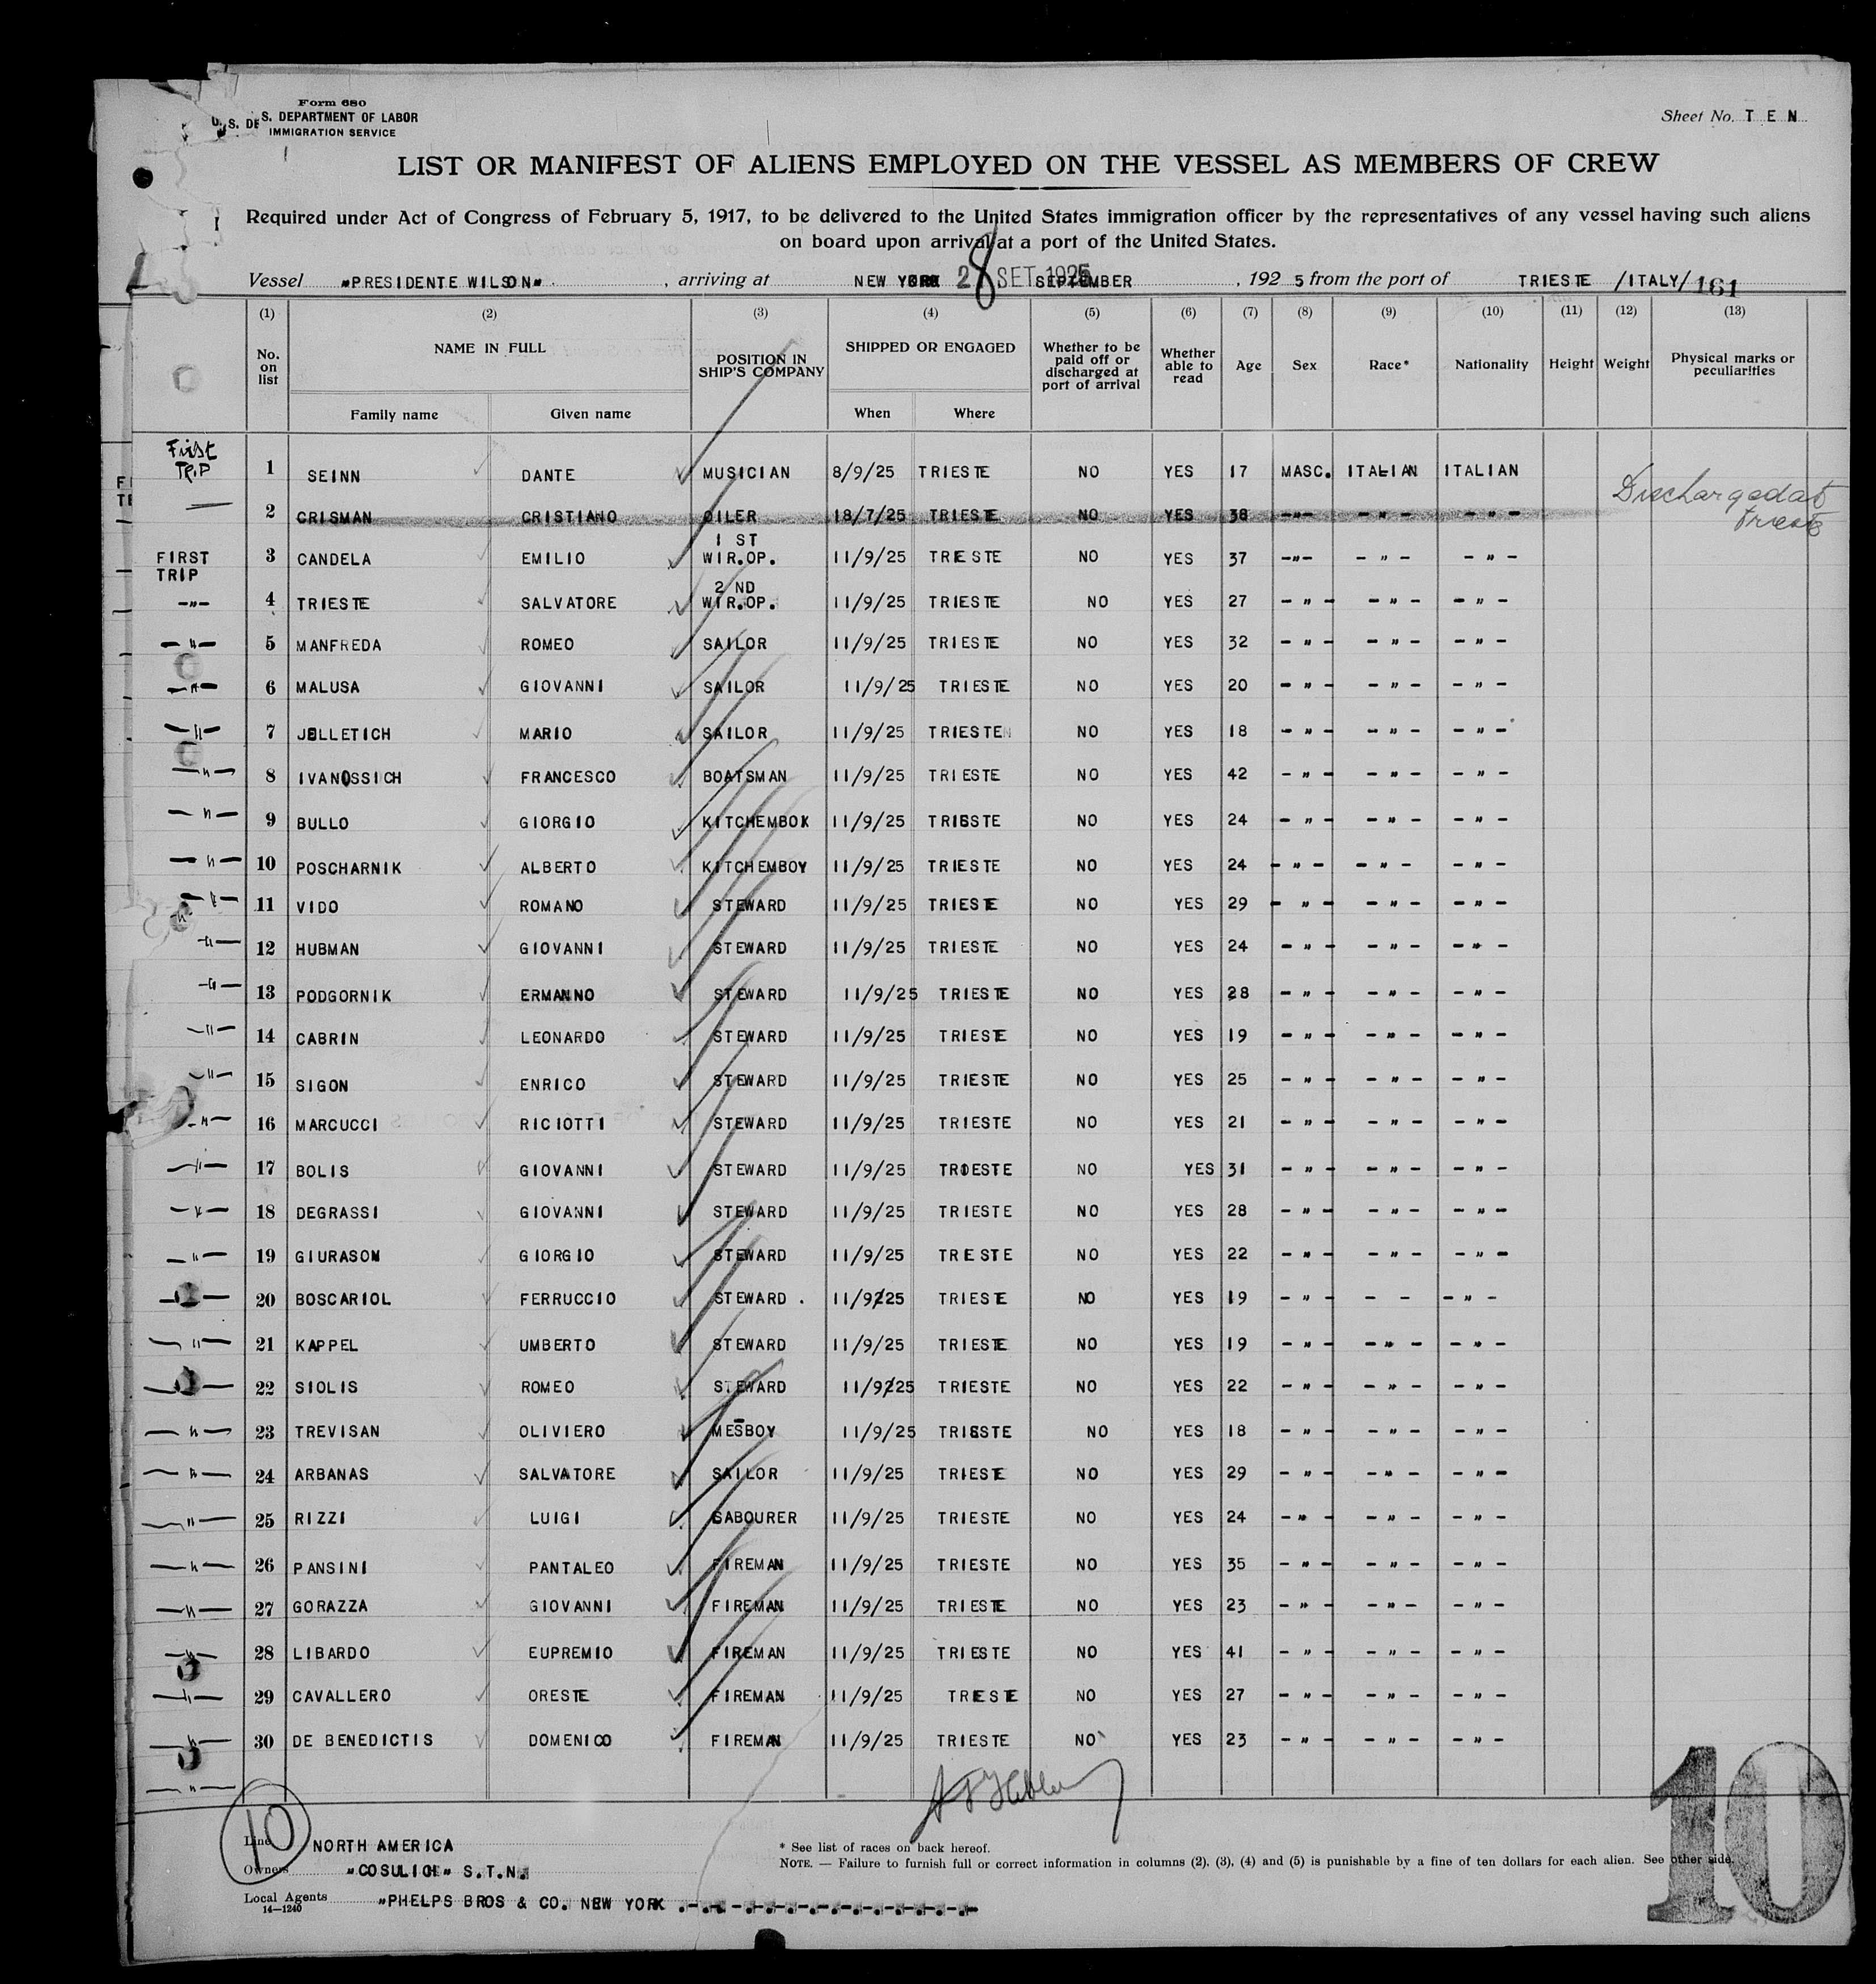 Form 680
U. S. DE S. DEPARTMENT OF LABOR
IMMIGRATION SERVICE
Sheet No. T E N
LIST OR MANIFEST OF ALIENS EMPLOYED ON THE VESSEL AS MEMBERS OF CREW
Required under Act of Congress of February 5, 1917, to be delivered to the United States immigration officer by the representatives of any vessel having such aliens
on board upon arrival at a port of the United States.
Vessel "PRESIDENTE WILSON" , arriving at NEW YORK 28 SET 1925 SEPTEMBER , 192 5 from the port of TRIESTE /ITALY/ 161
(1) (2) (3) (4) (5) (6) (7) (8) (9) (10) (11) (12) (13)
No. on list NAME IN FULL Family name Given name POSITION IN SHIP'S COMPANY SHIPPED OR ENGAGED When Where Whether to be paid off or discharged at port of arrival Whether able to read Age Sex Race* Nationality Height Weight Physical marks or peculiarities
First TRIP 1 SEINN DANTE MUSICIAN 8/9/25 TRIESTE NO YES 17 MASC. ITALIAN ITALIAN
— 2 CRISMAN CRISTIANO OILER 18/7/25 TRIESTE NO YES 38 -"- - " - - " - Dischargedat Trieste
FIRST TRIP 3 CANDELA EMILIO 1 ST WIR.OP. 11/9/25 TRIESTE NO YES 37 -"- - " - - " -
-"- 4 TRIESTE SALVATORE 2 ND WIR.OP. 11/9/25 TRIESTE NO YES 27 - " - - " - - " -
-"- 5 MANFREDA ROMEO SAILOR 11/9/25 TRIESTE NO YES 32 - " - - " - - " -
-"- 6 MALUSA GIOVANNI SAILOR 11/9/25 TRIESTE NO YES 20 - " - - " - - " -
-"- 7 JELLETICH MARIO SAILOR 11/9/25 TRIESTE NO YES 18 - " - - " - - " -
-"- 8 IVANOSSICH FRANCESCO BOATSMAN 11/9/25 TRIESTE NO YES 42 - " - - " - - " -
-"- 9 BULLO GIORGIO KITCHEMBOX 11/9/25 TRIESTE NO YES 24 - " - - " - - " -
-"- 10 POSCHARNIK ALBERTO KITCHEMBOY 11/9/25 TRIESTE NO YES 24 - " - - " - - " -
-"- 11 VIDO ROMANO STEWARD 11/9/25 TRIESTE NO YES 29 - " - - " - - " -
-"- 12 HUBMAN GIOVANNI STEWARD 11/9/25 TRIESTE NO YES 24 - " - - " - - " -
-"- 13 PODGORNIK ERMANNO STEWARD 11/9/25 TRIESTE NO YES 28 - " - - " - - " -
-"- 14 CABRIN LEONARDO STEWARD 11/9/25 TRIESTE NO YES 19 - " - - " - - " -
-"- 15 SIGON ENRICO STEWARD 11/9/25 TRIESTE NO YES 25 - " - - " - - " -
-"- 16 MARCUCCI RICIOTTI STEWARD 11/9/25 TRIESTE NO YES 21 - " - - " - - " -
-"- 17 BOLIS GIOVANNI STEWARD 11/9/25 TRIESTE NO YES 31 - " - - " - - " -
-"- 18 DEGRASSI GIOVANNI STEWARD 11/9/25 TRIESTE NO YES 28 - " - - " - - " -
-"- 19 GIURASOM GIORGIO STEWARD 11/9/25 TRIESTE NO YES 22 - " - - " - - " -
-"- 20 BOSCARIOL FERRUCCIO STEWARD . 11/9/25 TRIESTE NO YES 19 - " - - - - " -
-"- 21 KAPPEL UMBERTO STEWARD 11/9/25 TRIESTE NO YES 19 - " - - " - - " -
-"- 22 SIOLIS ROMEO STEWARD 11/9/25 TRIESTE NO YES 22 - " - - " - - " -
-"- 23 TREVISAN OLIVIERO MESBOY 11/9/25 TRIESTE NO YES 18 - " - - " - - " -
-"- 24 ARBANAS SALVATORE SAILOR 11/9/25 TRIESTE NO YES 29 - " - - " - - " -
-"- 25 RIZZI LUIGI GABOURER 11/9/25 TRIESTE NO YES 24 - " - - " - - " -
-"- 26 PANSINI PANTALEO FIREMAN 11/9/25 TRIESTE NO YES 35 - " - - " - - " -
-"- 27 GORAZZA GIOVANNI FIREMAN 11/9/25 TRIESTE NO YES 23 - " - - " - - " -
-"- 28 LIBARDO EUPREMIO FIREMAN 11/9/25 TRIESTE NO YES 41 - " - - " - - " -
-"- 29 CAVALLERO ORESTE FIREMAN 11/9/25 TRIESTE NO YES 27 - " - - " - - " -
-"- 30 DE BENEDICTIS DOMENICO FIREMAN 11/9/25 TRIESTE NO YES 23 - " - - " - - " -
-"-
10
Line NORTH AMERICA
Owners "COSULICH" S.T.N.
Local Agents "PHELPS BROS & CO. NEW YORK
14—1240
* See list of races on back hereof.
NOTE. — Failure to furnish full or correct information in columns (2), (3), (4) and (5) is punishable by a fine of ten dollars for each alien. See other side.
10